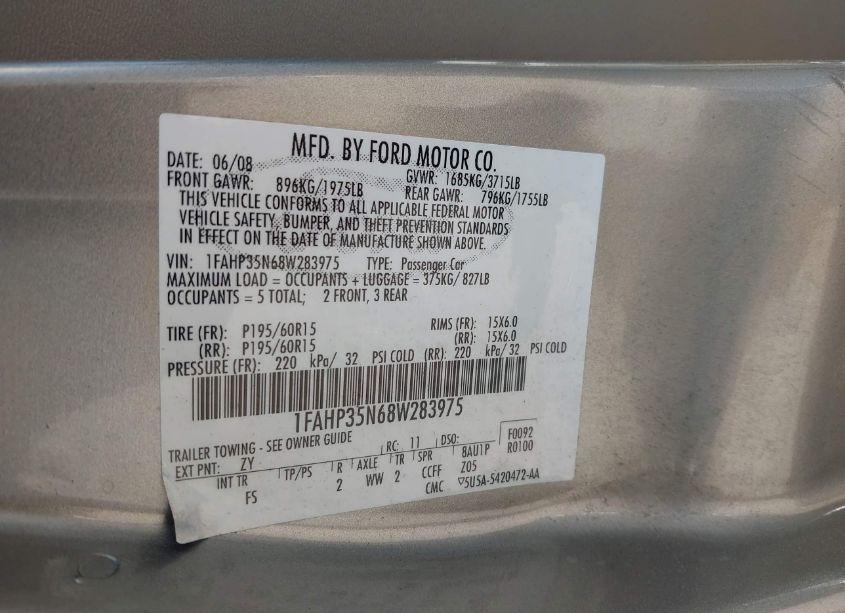 MFD. BY FORD MOTOR CO.
DATE: 06/08 GVWR: 1685KG/3715LB
FRONT GAWR: 896KG/1975LB REAR GAWR: 796KG/1755LB
THIS VEHICLE CONFORMS TO ALL APPLICABLE FEDERAL MOTOR
VEHICLE SAFETY, BUMPER, AND THEFT PREVENTION STANDARDS
IN EFFECT ON THE DATE OF MANUFACTURE SHOWN ABOVE.
VIN: 1FAHP35N68W283975 TYPE: Passenger Car
MAXIMUM LOAD = OCCUPANTS + LUGGAGE = 375KG/ 827LB
OCCUPANTS = 5 TOTAL; 2 FRONT, 3 REAR
TIRE (FR): P195/60R15 RIMS (FR): 15X6.0
(RR): P195/60R15 (RR): 15X6.0
PRESSURE (FR): 220 kPa/ 32 PSI COLD (RR): 220 kPa/ 32 PSI COLD
1FAHP35N68W283975
TRAILER TOWING - SEE OWNER GUIDE F0092
EXT PNT: ZY RC: 11 DSO: R0100
INT TR TP/PS R AXLE TR SPR 8AU1P
FS 2 WW 2 CCFF Z05
CMC ▽5U5A-5420472-AA